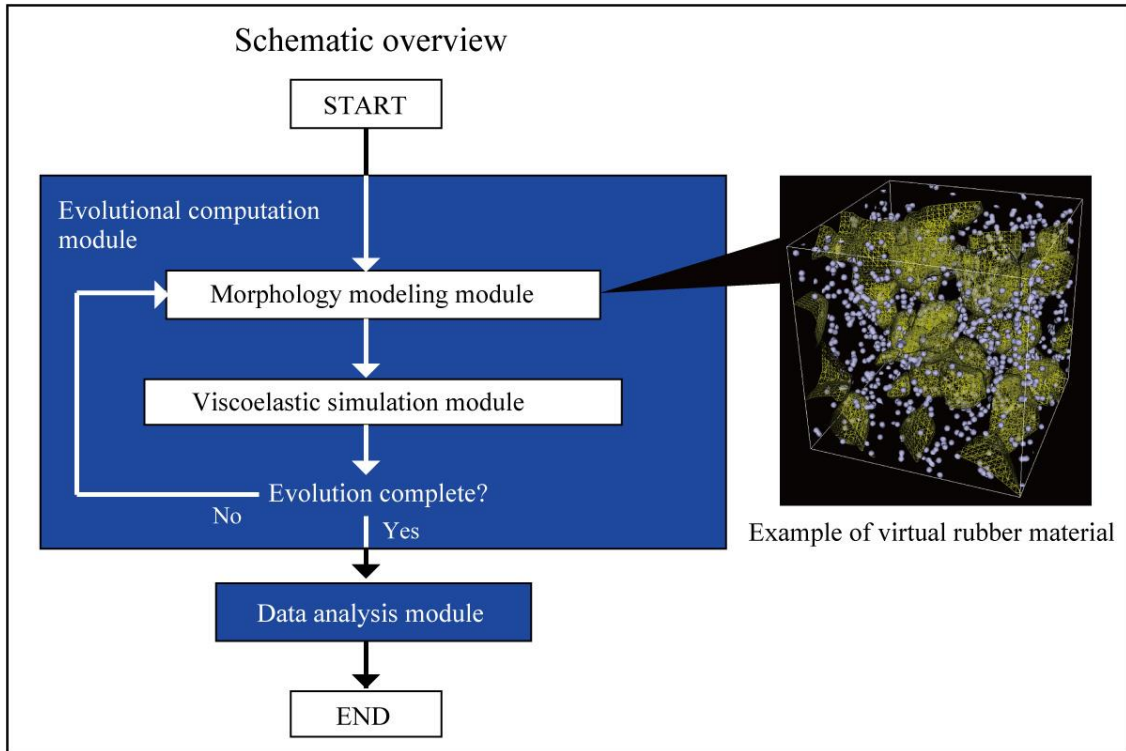 Schematic overview
START
Evolutional computation
module
Morphology modeling module
Viscoelastic simulation module
Evolution complete?
No
Yes
Example of virtual rubber material
Data analysis module
END